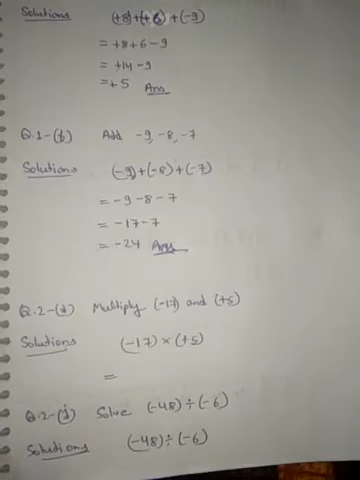 Solutions (+8)+(+6)+(-9)
= +8+6-9
= +14-9
= +5 Ans
Q.1-(b) Add -9, -8, -7
Solutions (-9)+(-8)+(-7)
= -9-8-7
= -17-7
= -24 Ans
Multiply (-17) and (+5)
Solutions (-17) × (+5)
=
Solve (-48) ÷ (-6)
Solutions (-48) ÷ (-6)